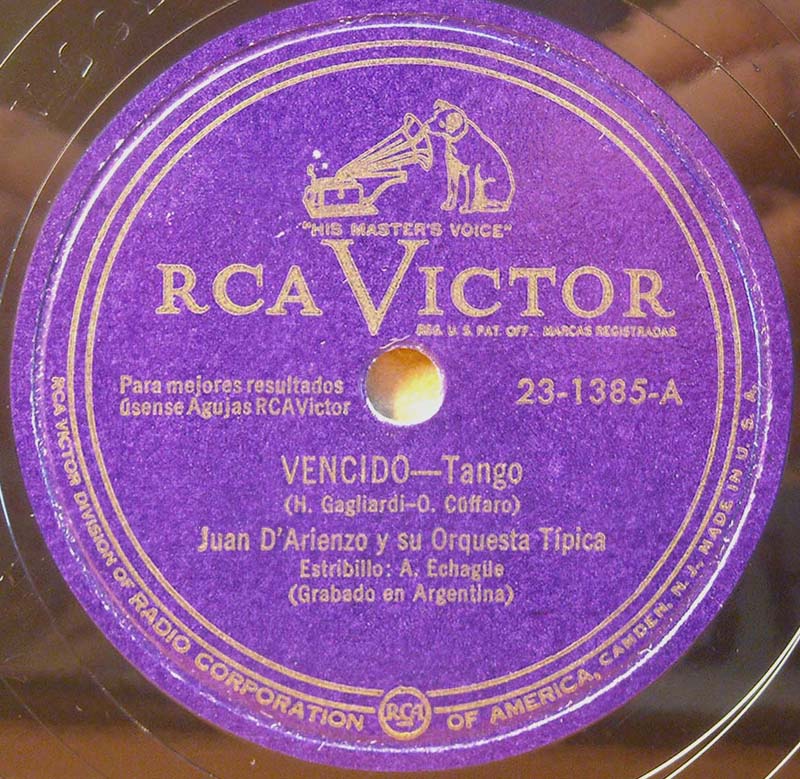 "HIS MASTER'S VOICE"
RCA VICTOR
REG. U. S. PAT. OFF. MARCAS REGISTRADAS
Para mejores resultados
úsense Agujas RCAVictor
23-1385-A
VENCIDO—Tango
(H. Gagliardi-O. Cúffaro)
Juan D'Arienzo y su Orquesta Típica
Estribillo: A. Echagüe
(Grabado en Argentina)
RCA VICTOR DIVISION OF RADIO CORPORATION OF AMERICA, CAMDEN, N. J., MADE IN U. S. A.
RCA